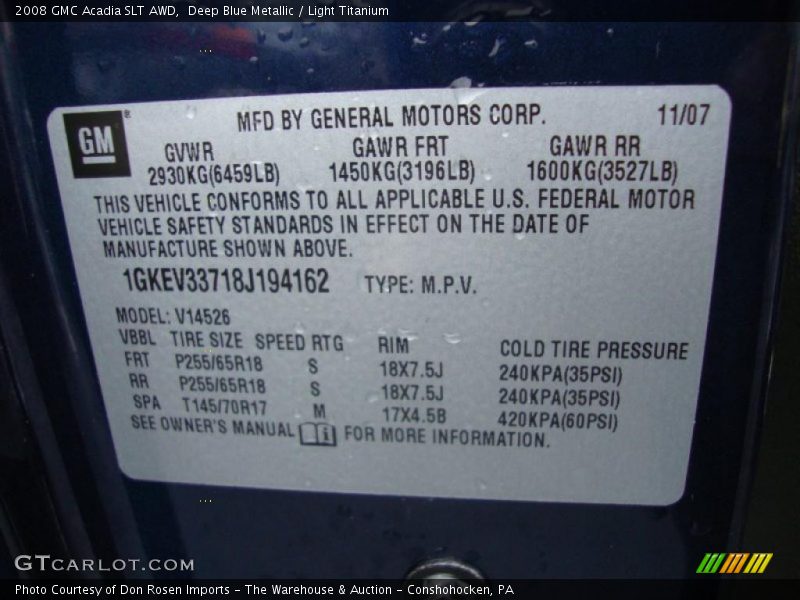 2008 GMC Acadia SLT AWD,  Deep Blue Metallic / Light Titanium
GM ® MFD BY GENERAL MOTORS CORP. 11/07
GVWR GAWR FRT GAWR RR
2930KG(6459LB) 1450KG(3196LB) 1600KG(3527LB)
THIS VEHICLE CONFORMS TO ALL APPLICABLE U.S. FEDERAL MOTOR
VEHICLE SAFETY STANDARDS IN EFFECT ON THE DATE OF
MANUFACTURE SHOWN ABOVE.
1GKEV33718J194162 TYPE: M.P.V.
MODEL: V14526
VBBL TIRE SIZE SPEED RTG RIM COLD TIRE PRESSURE
FRT P255/65R18 S 18X7.5J 240KPA(35PSI)
RR P255/65R18 S 18X7.5J 240KPA(35PSI)
SPA T145/70R17 M 17X4.5B 420KPA(60PSI)
SEE OWNER'S MANUAL i FOR MORE INFORMATION.
GTCARLOT.COM
Photo Courtesy of Don Rosen Imports - The Warehouse & Auction - Conshohocken, PA